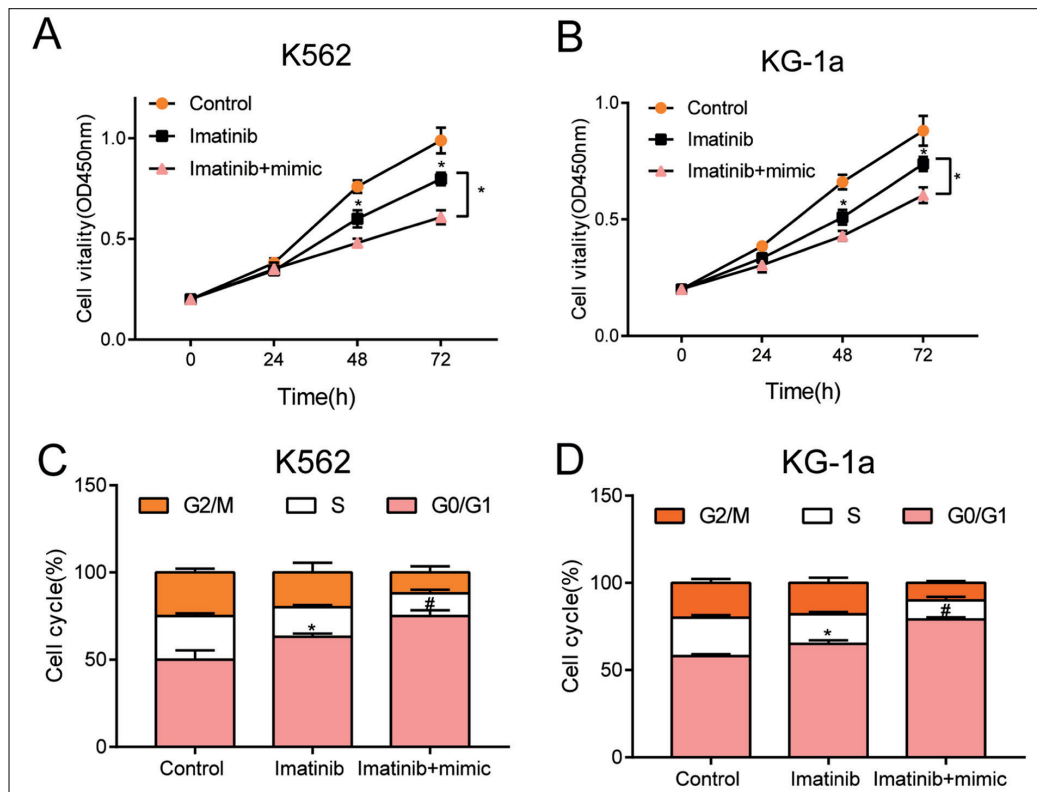 A
K562
Control
Imatinib
Imatinib+mimic
Cell vitality(OD450nm)
1.0
0.5
0.0
*
*
*
0
24
48
72
Time(h)
B
KG-1a
Control
Imatinib
Imatinib+mimic
Cell vitality(OD450nm)
1.0
0.5
0.0
*
*
*
0
24
48
72
Time(h)
C
K562
G2/M
S
G0/G1
Cell cycle(%)
150
100
50
0
*
#
Control
Imatinib
Imatinib+mimic
D
KG-1a
G2/M
S
G0/G1
Cell cycle(%)
150
100
50
0
*
#
Control
Imatinib
Imatinib+mimic